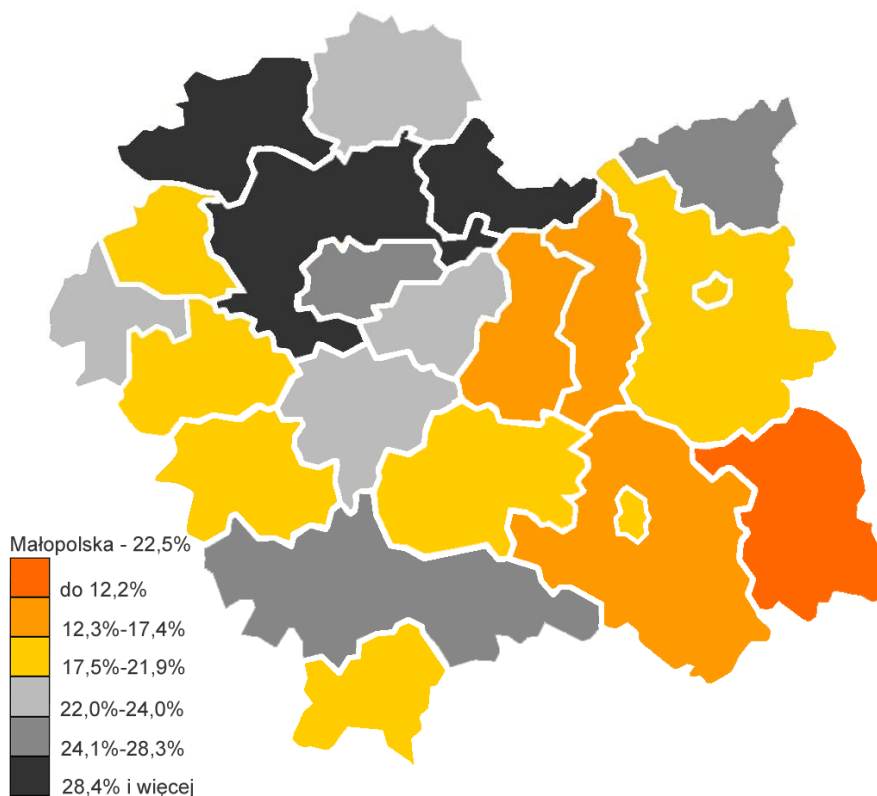 Małopolska - 22,5%
do 12,2%
12,3%-17,4%
17,5%-21,9%
22,0%-24,0%
24,1%-28,3%
28,4% i więcej